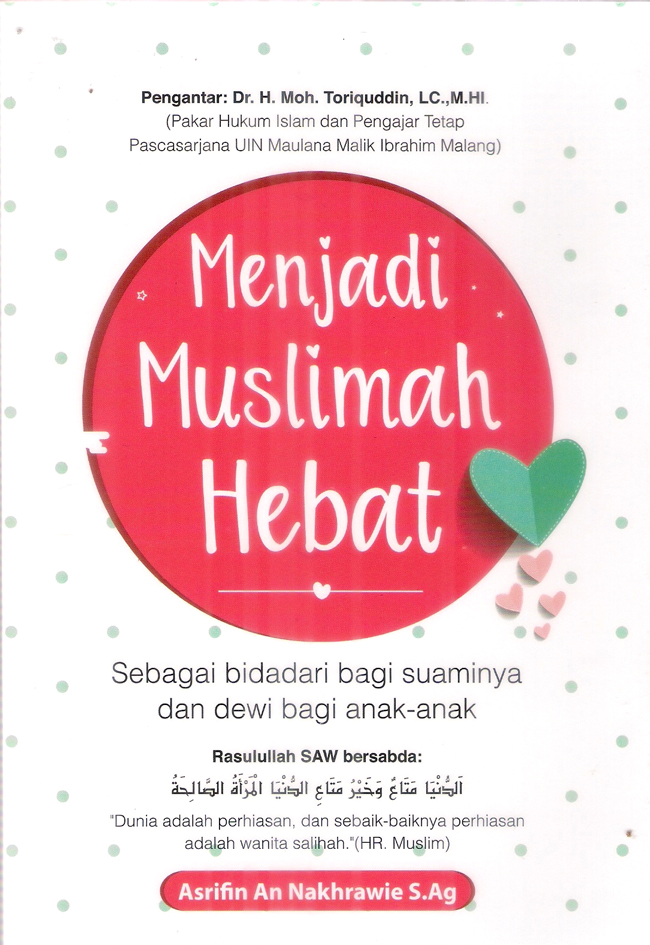 Pengantar: Dr. H. Moh. Toriquddin, LC.,M.HI.
(Pakar Hukum Islam dan Pengajar Tetap
Pascasarjana UIN Maulana Malik Ibrahim Malang)
Menjadi
Muslimah
Hebat
Sebagai bidadari bagi suaminya
dan dewi bagi anak-anak
Rasulullah SAW bersabda:
اَلدُّنْيَا مَتَاعٌ وَخَيْرُ مَتَاعِ الدُّنْيَا الْمَرْأَةُ الصَّالِحَةُ
"Dunia adalah perhiasan, dan sebaik-baiknya perhiasan
adalah wanita salihah."(HR. Muslim)
Asrifin An Nakhrawie S.Ag